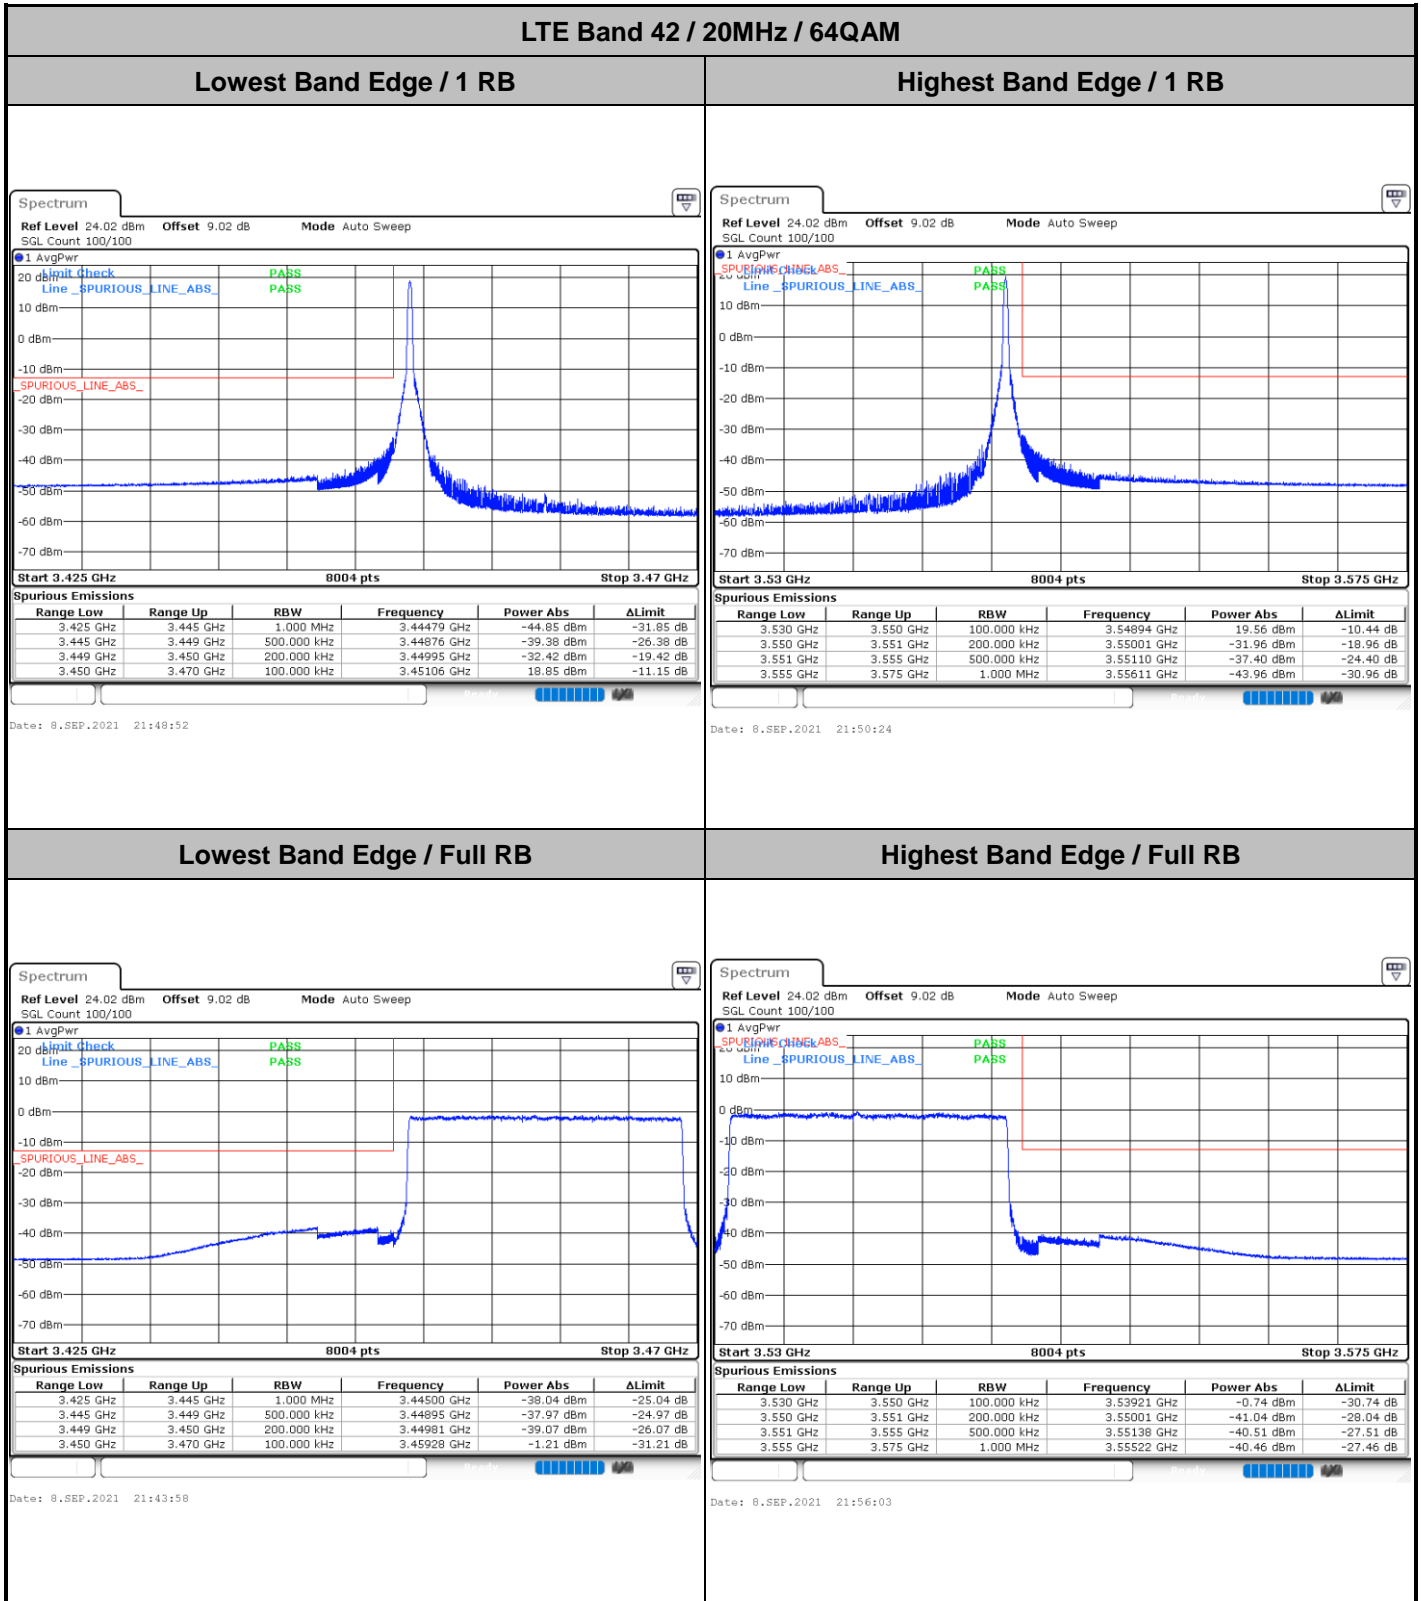 LTE Band 42 / 20MHz / 64QAM
Lowest Band Edge / 1 RB
Highest Band Edge / 1 RB
Spectrum
Ref Level 24.02 dBm Offset 9.02 dB Mode Auto Sweep
SGL Count 100/100
1 AvgPwr
Limit Check PASS
20 dBm
Line _SPURIOUS_LINE_ABS_ PASS
10 dBm
0 dBm
-10 dBm
_SPURIOUS_LINE_ABS_
-20 dBm
-30 dBm
-40 dBm
-50 dBm
-60 dBm
-70 dBm
Start 3.425 GHz 8004 pts Stop 3.47 GHz
Spurious Emissions
Range Low Range Up RBW Frequency Power Abs ΔLimit
3.425 GHz 3.445 GHz 1.000 MHz 3.44479 GHz -44.85 dBm -31.85 dB
3.445 GHz 3.449 GHz 500.000 kHz 3.44876 GHz -39.38 dBm -26.38 dB
3.449 GHz 3.450 GHz 200.000 kHz 3.44995 GHz -32.42 dBm -19.42 dB
3.450 GHz 3.470 GHz 100.000 kHz 3.45106 GHz 18.85 dBm -11.15 dB
Ready
Date: 8.SEP.2021 21:48:52
Spectrum
Ref Level 24.02 dBm Offset 9.02 dB Mode Auto Sweep
SGL Count 100/100
1 AvgPwr
_SPURIOUS_LINE_ABS_
Limit Check PASS
20 dBm
Line _SPURIOUS_LINE_ABS_ PASS
10 dBm
0 dBm
-10 dBm
-20 dBm
-30 dBm
-40 dBm
-50 dBm
-60 dBm
-70 dBm
Start 3.53 GHz 8004 pts Stop 3.575 GHz
Spurious Emissions
Range Low Range Up RBW Frequency Power Abs ΔLimit
3.530 GHz 3.550 GHz 100.000 kHz 3.54894 GHz 19.56 dBm -10.44 dB
3.550 GHz 3.551 GHz 200.000 kHz 3.55001 GHz -31.96 dBm -18.96 dB
3.551 GHz 3.555 GHz 500.000 kHz 3.55110 GHz -37.40 dBm -24.40 dB
3.555 GHz 3.575 GHz 1.000 MHz 3.55611 GHz -43.96 dBm -30.96 dB
Ready
Date: 8.SEP.2021 21:50:24
Lowest Band Edge / Full RB
Highest Band Edge / Full RB
Spectrum
Ref Level 24.02 dBm Offset 9.02 dB Mode Auto Sweep
SGL Count 100/100
1 AvgPwr
Limit Check PASS
20 dBm
Line _SPURIOUS_LINE_ABS_ PASS
10 dBm
0 dBm
-10 dBm
_SPURIOUS_LINE_ABS_
-20 dBm
-30 dBm
-40 dBm
-50 dBm
-60 dBm
-70 dBm
Start 3.425 GHz 8004 pts Stop 3.47 GHz
Spurious Emissions
Range Low Range Up RBW Frequency Power Abs ΔLimit
3.425 GHz 3.445 GHz 1.000 MHz 3.44500 GHz -38.04 dBm -25.04 dB
3.445 GHz 3.449 GHz 500.000 kHz 3.44895 GHz -37.97 dBm -24.97 dB
3.449 GHz 3.450 GHz 200.000 kHz 3.44981 GHz -39.07 dBm -26.07 dB
3.450 GHz 3.470 GHz 100.000 kHz 3.45928 GHz -1.21 dBm -31.21 dB
Ready
Date: 8.SEP.2021 21:43:58
Spectrum
Ref Level 24.02 dBm Offset 9.02 dB Mode Auto Sweep
SGL Count 100/100
1 AvgPwr
_SPURIOUS_LINE_ABS_
Limit Check PASS
20 dBm
Line _SPURIOUS_LINE_ABS_ PASS
10 dBm
0 dBm
-10 dBm
-20 dBm
-30 dBm
-40 dBm
-50 dBm
-60 dBm
-70 dBm
Start 3.53 GHz 8004 pts Stop 3.575 GHz
Spurious Emissions
Range Low Range Up RBW Frequency Power Abs ΔLimit
3.530 GHz 3.550 GHz 100.000 kHz 3.53921 GHz -0.74 dBm -30.74 dB
3.550 GHz 3.551 GHz 200.000 kHz 3.55001 GHz -41.04 dBm -28.04 dB
3.551 GHz 3.555 GHz 500.000 kHz 3.55138 GHz -40.51 dBm -27.51 dB
3.555 GHz 3.575 GHz 1.000 MHz 3.55522 GHz -40.46 dBm -27.46 dB
Ready
Date: 8.SEP.2021 21:56:03